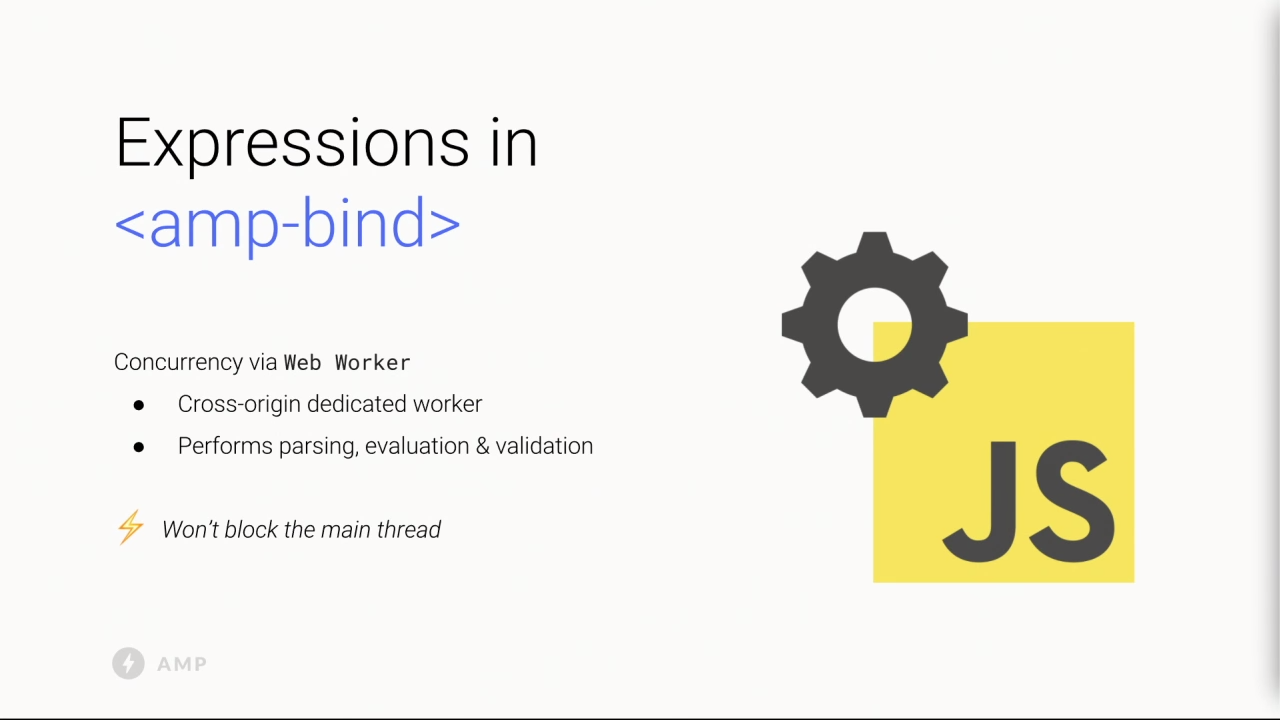 Expressions in
<amp-bind>
Concurrency via Web Worker
● Cross-origin dedicated worker
● Performs parsing, evaluation & validation
⚡ Won’t block the main thread
JS
AMP